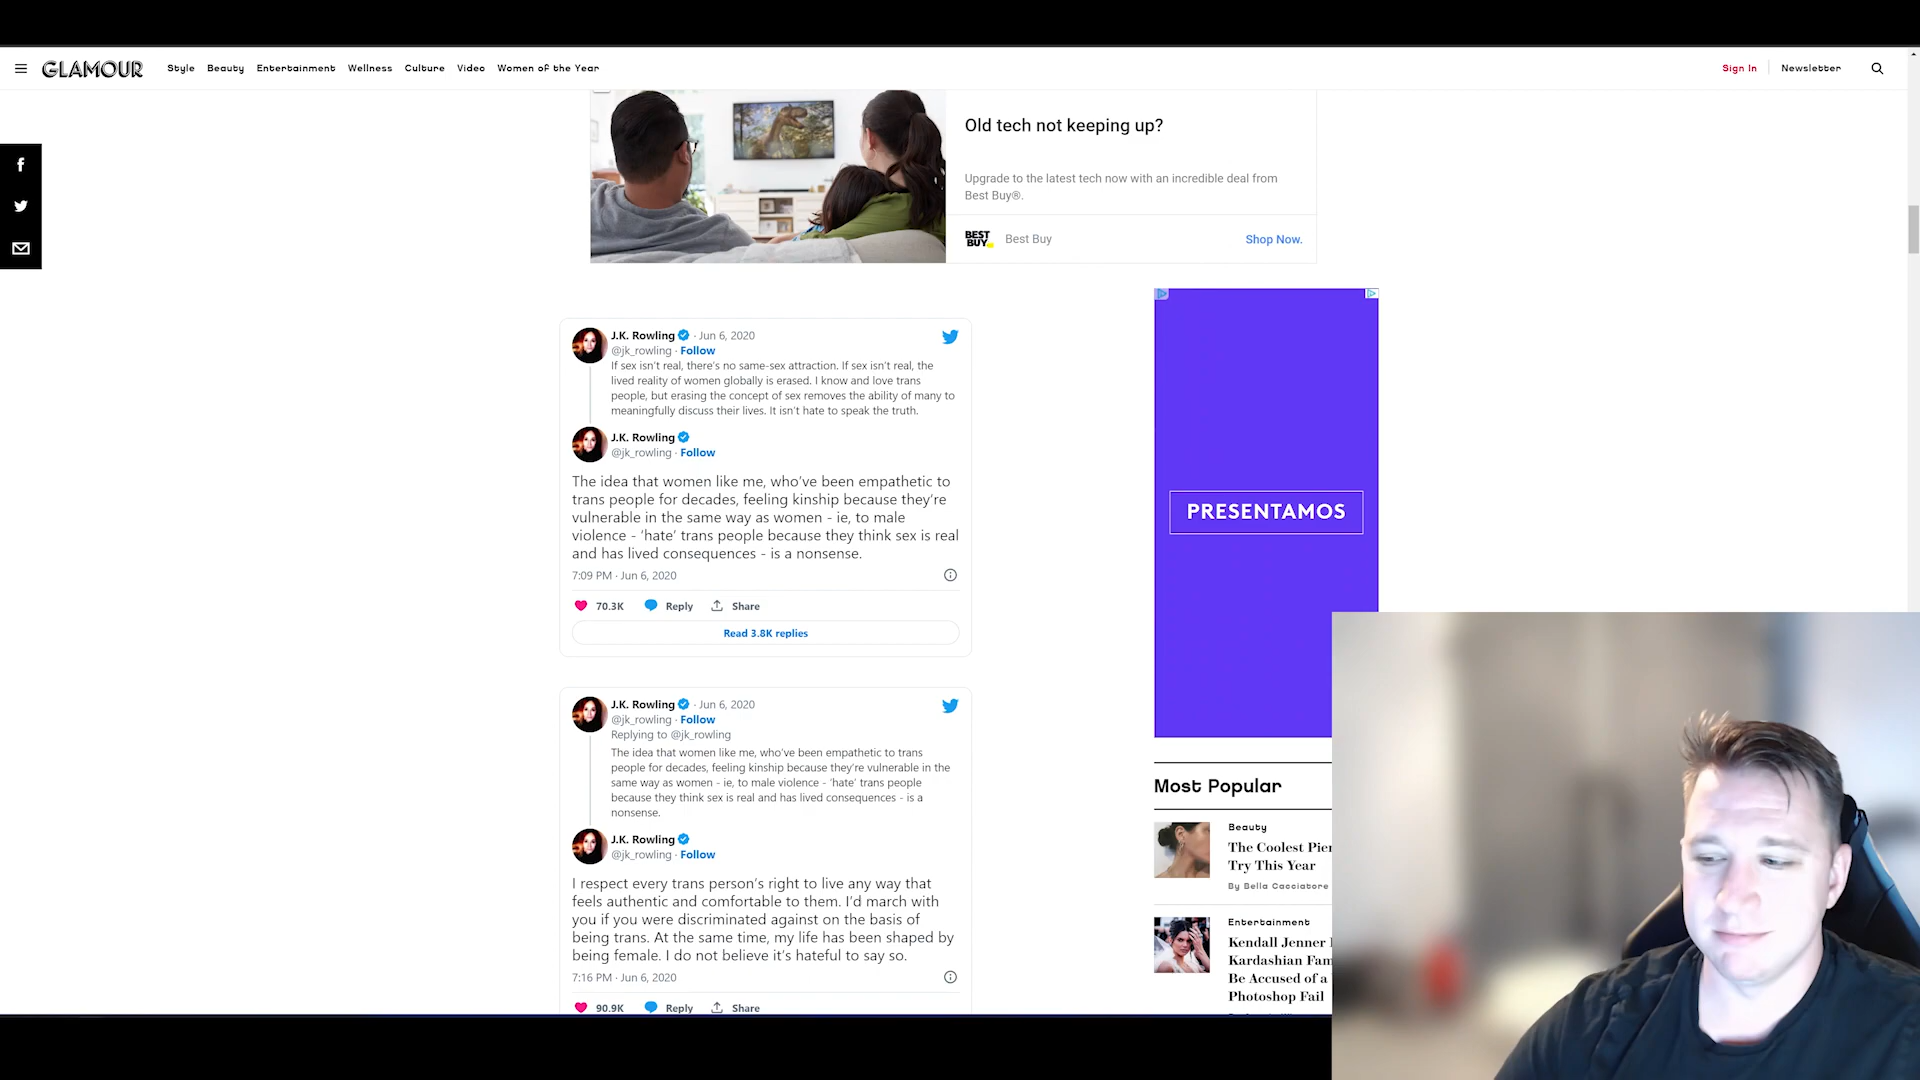 GLAMOUR
Style Beauty Entertainment Wellness Culture Video Women of the Year
Sign In Newsletter
Old tech not keeping up?
Upgrade to the latest tech now with an incredible deal from
Best Buy®.
BEST
BUY
Best Buy
Shop Now.
J.K. Rowling · Jun 6, 2020
@jk_rowling · Follow
If sex isn't real, there's no same-sex attraction. If sex isn't real, the
lived reality of women globally is erased. I know and love trans
people, but erasing the concept of sex removes the ability of many to
meaningfully discuss their lives. It isn't hate to speak the truth.
J.K. Rowling
@jk_rowling · Follow
The idea that women like me, who've been empathetic to
trans people for decades, feeling kinship because they're
vulnerable in the same way as women - ie, to male
violence - 'hate' trans people because they think sex is real
and has lived consequences - is a nonsense.
7:09 PM · Jun 6, 2020
70.3K Reply Share
Read 3.8K replies
J.K. Rowling · Jun 6, 2020
@jk_rowling · Follow
Replying to @jk_rowling
The idea that women like me, who've been empathetic to trans
people for decades, feeling kinship because they're vulnerable in the
same way as women - ie, to male violence - 'hate' trans people
because they think sex is real and has lived consequences - is a
nonsense.
J.K. Rowling
@jk_rowling · Follow
I respect every trans person's right to live any way that
feels authentic and comfortable to them. I'd march with
you if you were discriminated against on the basis of
being trans. At the same time, my life has been shaped by
being female. I do not believe it's hateful to say so.
7:16 PM · Jun 6, 2020
90.9K Reply Share
PRESENTAMOS
Most Popular
Beauty
The Coolest
Try This Year
By Bella Cacciatore
Entertainment
Kendall Jenner
Kardashian
Be Accused of a
Photoshop Fail